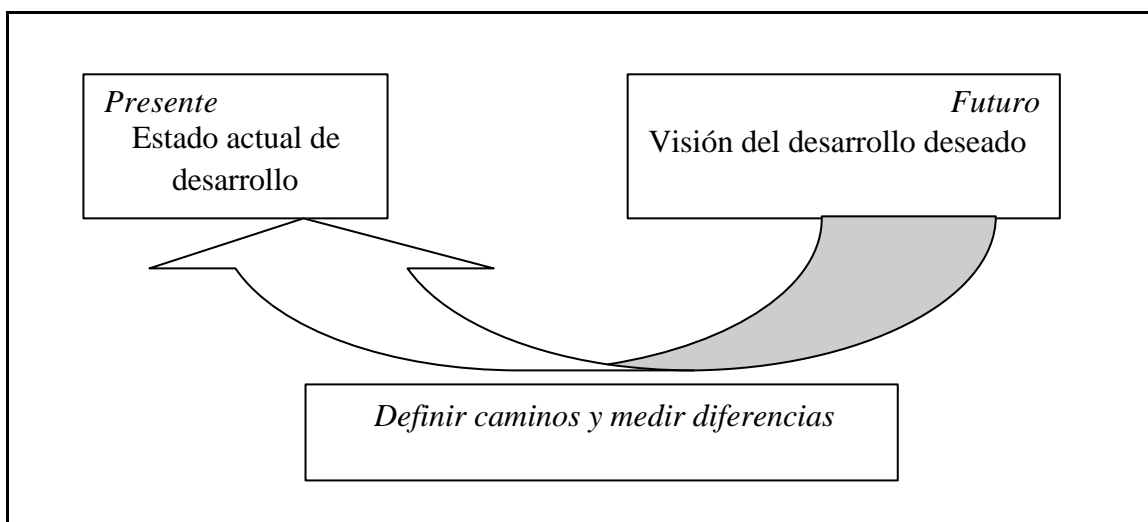 Presente
Estado actual de
desarrollo
Futuro
Visión del desarrollo deseado
Definir caminos y medir diferencias